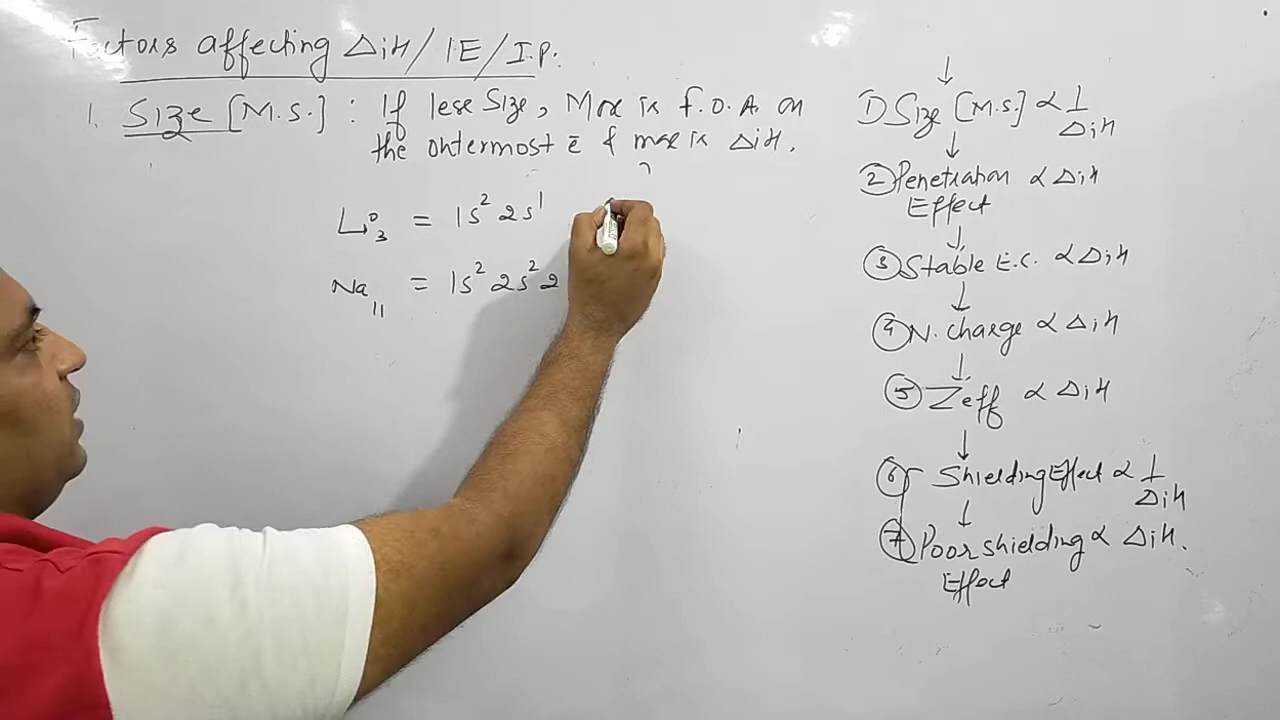 Factors affecting ΔiH/IE/I.P.
1. Size [M.S.] : If less Size, Max is F.O.A. on
the outermost ē & max is ΔiH.
Li₃ = 1s² 2s¹
Na₁₁ = 1s² 2s² 2
① Size [M.S.] ∝ 1/ΔiH
② Penetration ∝ ΔiH
Effect
③ Stable E.C. ∝ ΔiH
④ N. charge ∝ ΔiH
⑤ Zeff ∝ ΔiH
⑥ Shielding Effect ∝ 1/ΔiH
⑦ Poor shielding ∝ ΔiH.
Effect